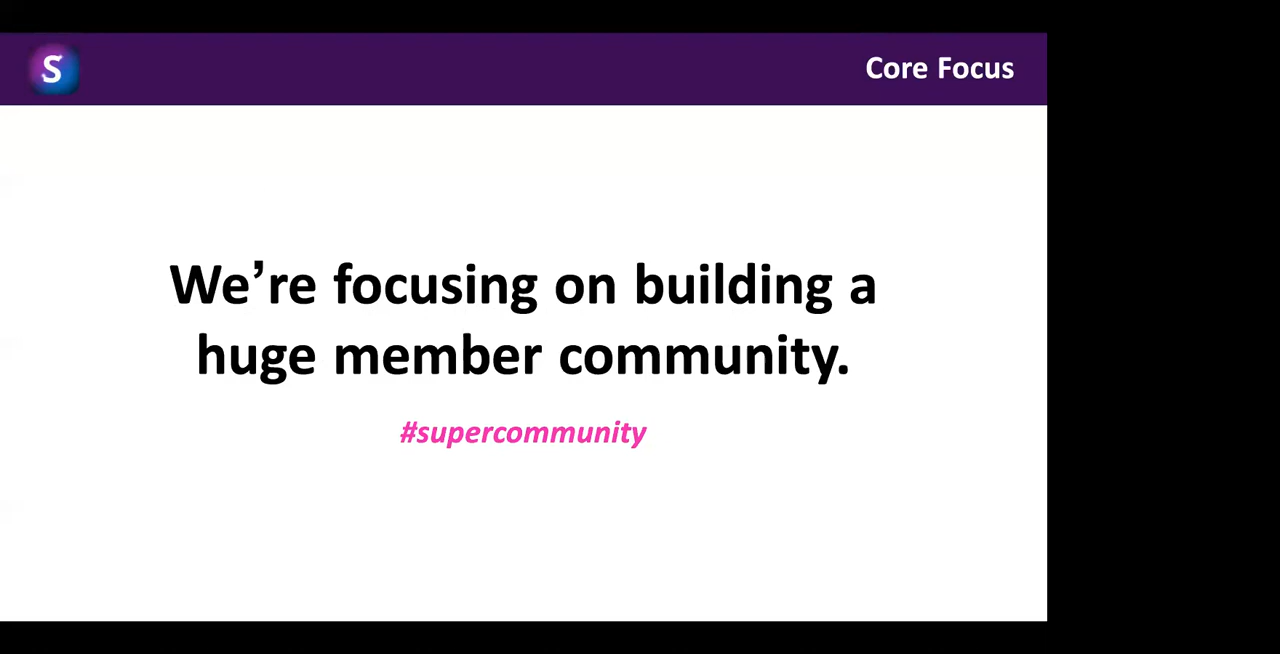 S
Core Focus
We’re focusing on building a
huge member community.
#supercommunity